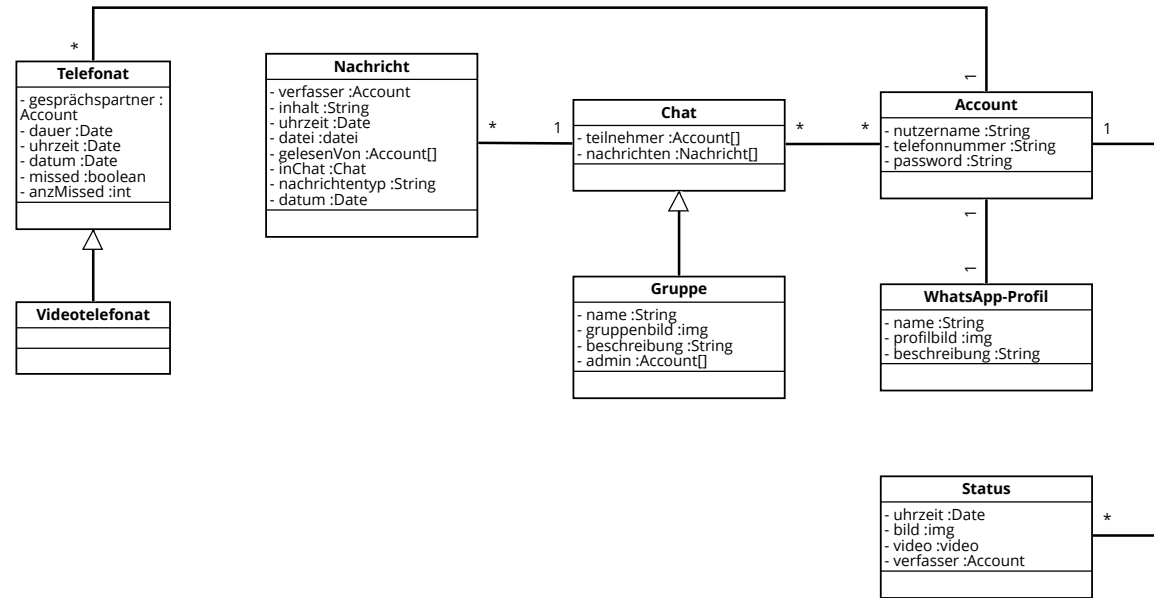 *
Telefonat
- gesprächspartner :
Account
- dauer :Date
- uhrzeit :Date
- datum :Date
- missed :boolean
- anzMissed :int
Videotelefonat
Nachricht
- verfasser :Account
- inhalt :String
- uhrzeit :Date
- datei :datei
- gelesenVon :Account[]
- inChat :Chat
- nachrichtentyp :String
- datum :Date
*
1
Chat
- teilnehmer :Account[]
- nachrichten :Nachricht[]
*
*
Gruppe
- name :String
- gruppenbild :img
- beschreibung :String
- admin :Account[]
1
Account
- nutzername :String
- telefonnummer :String
- password :String
1
1
1
WhatsApp-Profil
- name :String
- profilbild :img
- beschreibung :String
Status
- uhrzeit :Date
- bild :img
- video :video
- verfasser :Account
*